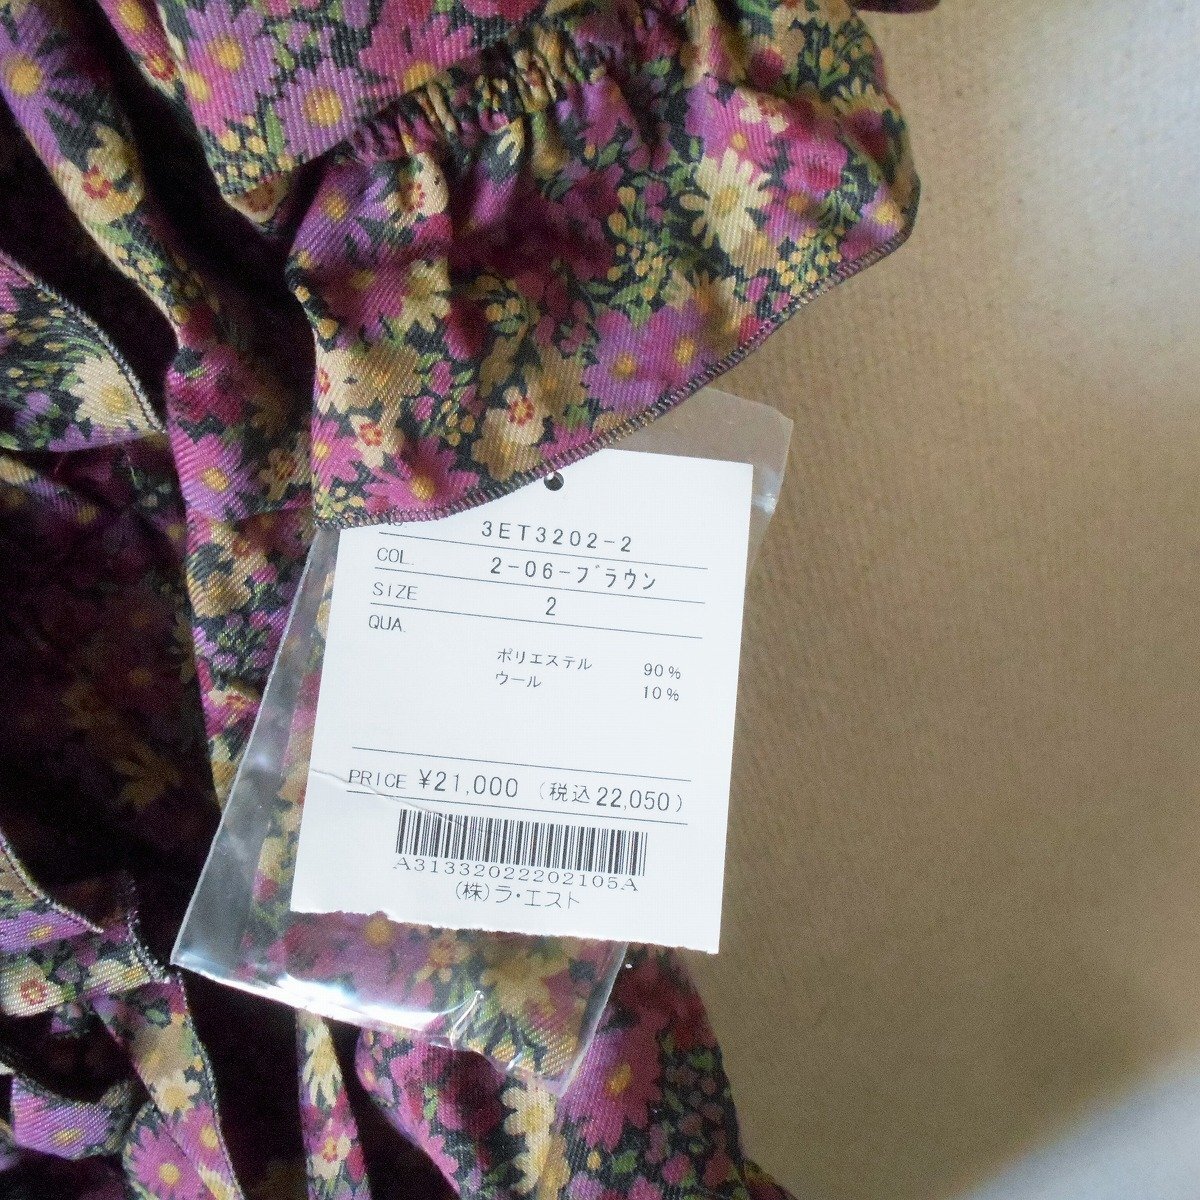 3ET3202-2
COL. 2-06-ブラウン
SIZE 2
QUA.
ポリエステル 90%
ウール 10%
PRICE ¥21,000 (税込22,050)
A31332022202105A
(株)ラ・エスト